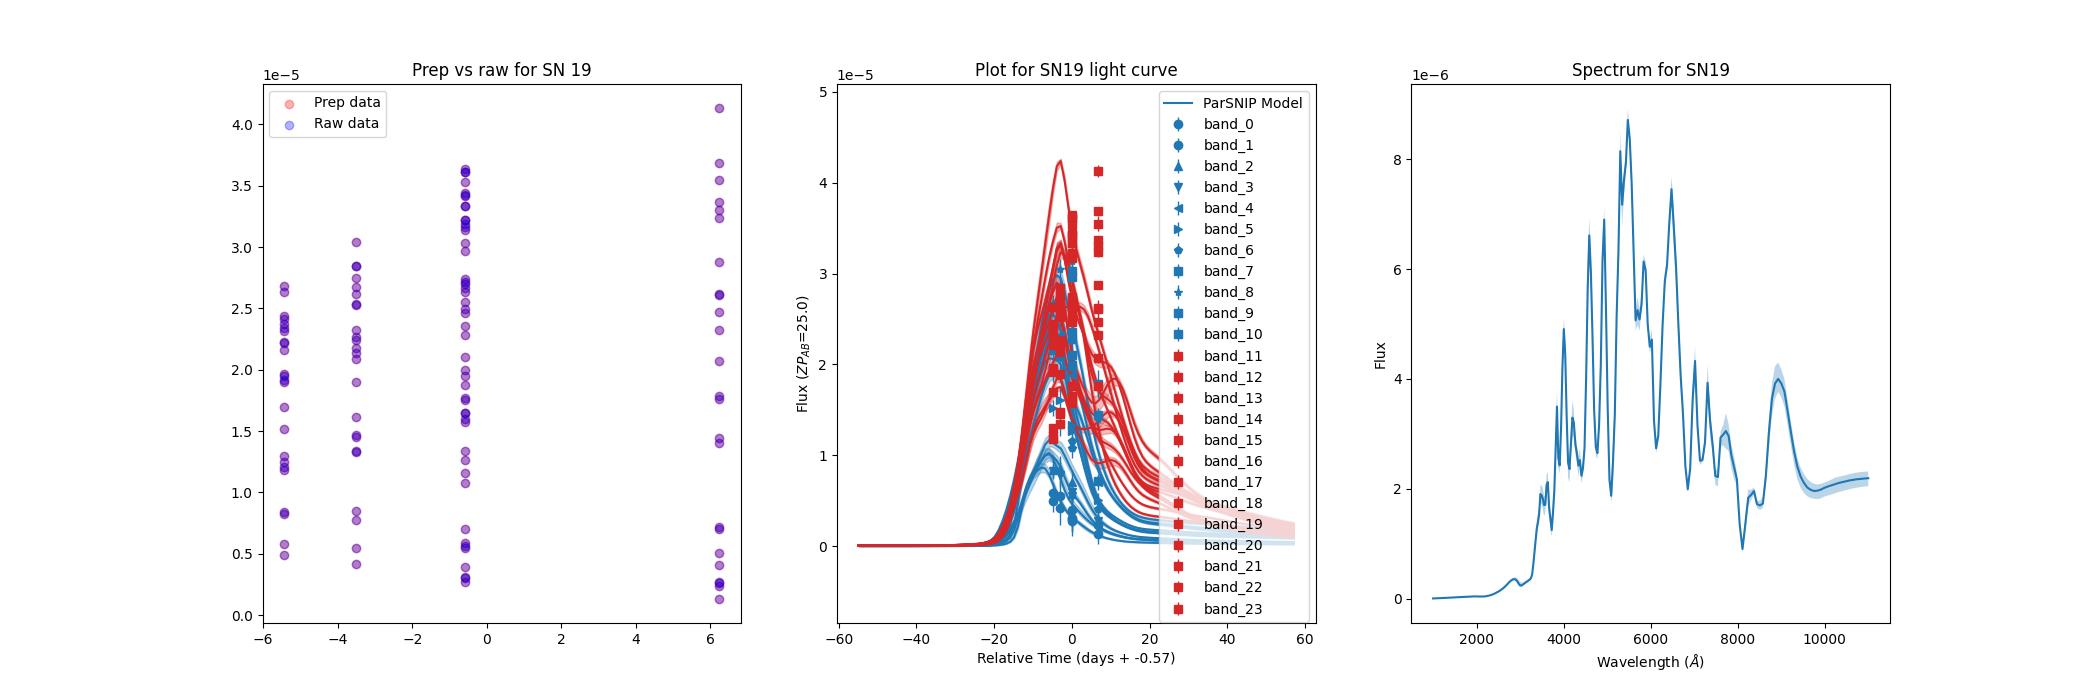 Prep vs raw for SN 19
1e−5
Prep data
Raw data
4.0
3.5
3.0
2.5
2.0
1.5
1.0
0.5
0.0
−6 −4 −2 0 2 4 6
Plot for SN19 light curve
1e−5
ParSNIP Model
band_0
band_1
band_2
band_3
band_4
band_5
band_6
band_7
band_8
band_9
band_10
band_11
band_12
band_13
band_14
band_15
band_16
band_17
band_18
band_19
band_20
band_21
band_22
band_23
5
4
3
2
1
0
Flux (ZP_AB=25.0)
−60 −40 −20 0 20 40 60
Relative Time (days + -0.57)
Spectrum for SN19
1e−6
8
6
4
2
0
Flux
2000 4000 6000 8000 10000
Wavelength (Å)